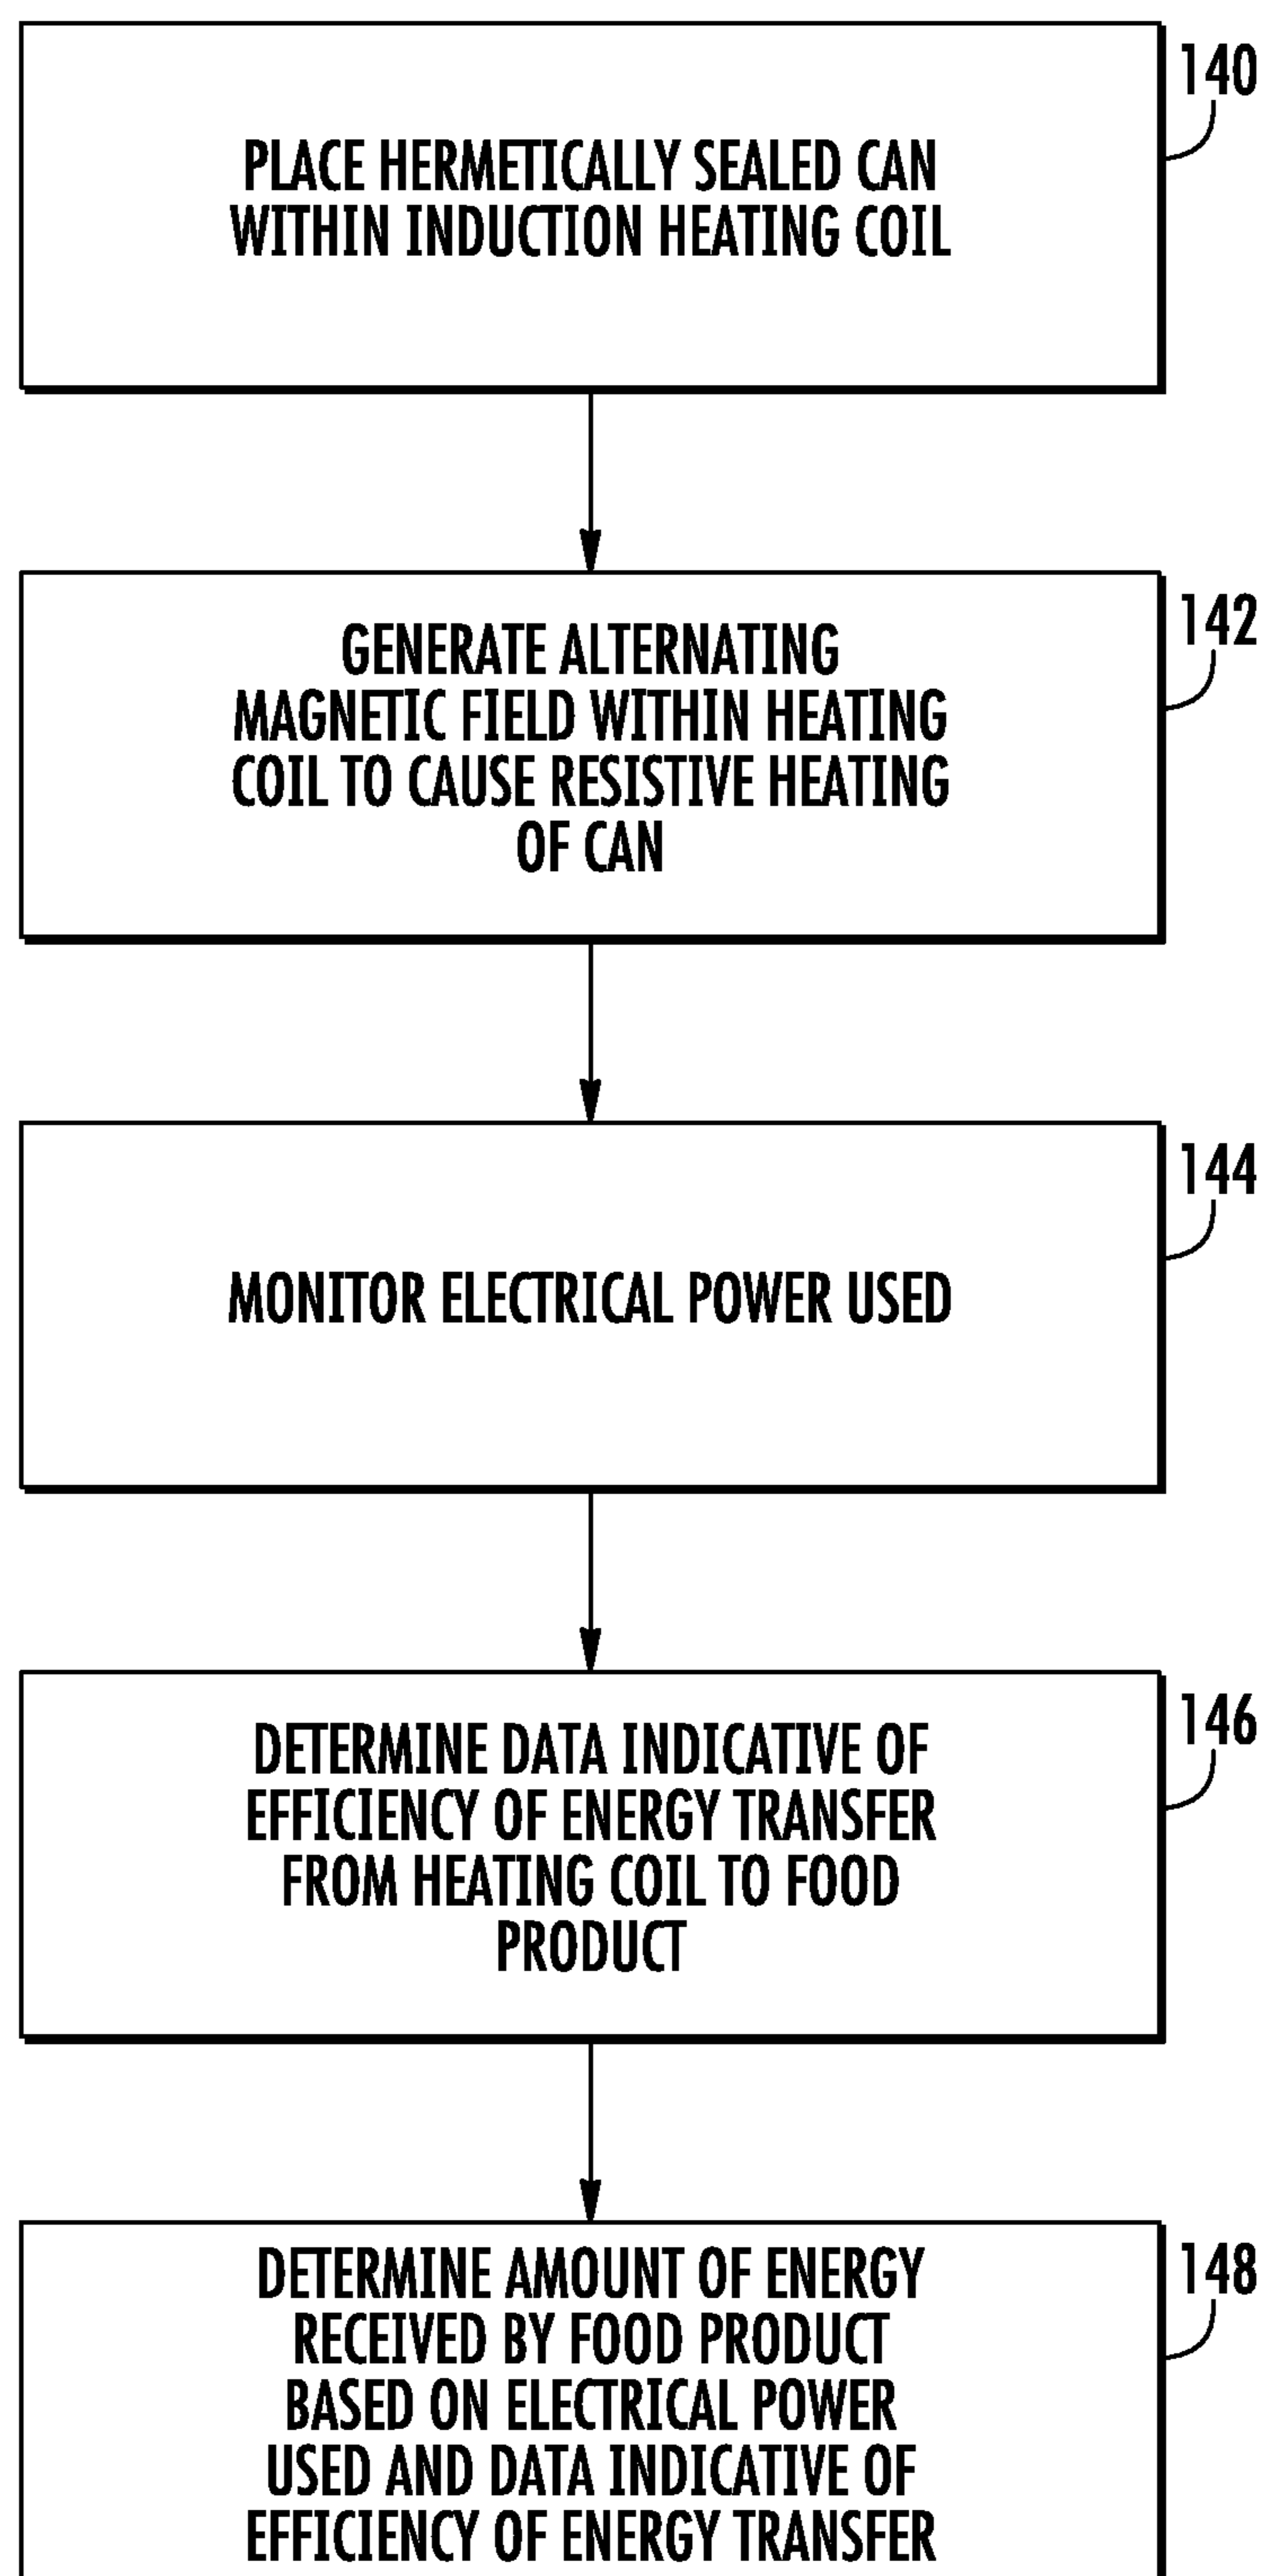 140
PLACE HERMETICALLY SEALED CAN
WITHIN INDUCTION HEATING COIL
142
GENERATE ALTERNATING
MAGNETIC FIELD WITHIN HEATING
COIL TO CAUSE RESISTIVE HEATING
OF CAN
144
MONITOR ELECTRICAL POWER USED
146
DETERMINE DATA INDICATIVE OF
EFFICIENCY OF ENERGY TRANSFER
FROM HEATING COIL TO FOOD
PRODUCT
148
DETERMINE AMOUNT OF ENERGY
RECEIVED BY FOOD PRODUCT
BASED ON ELECTRICAL POWER
USED AND DATA INDICATIVE OF
EFFICIENCY OF ENERGY TRANSFER